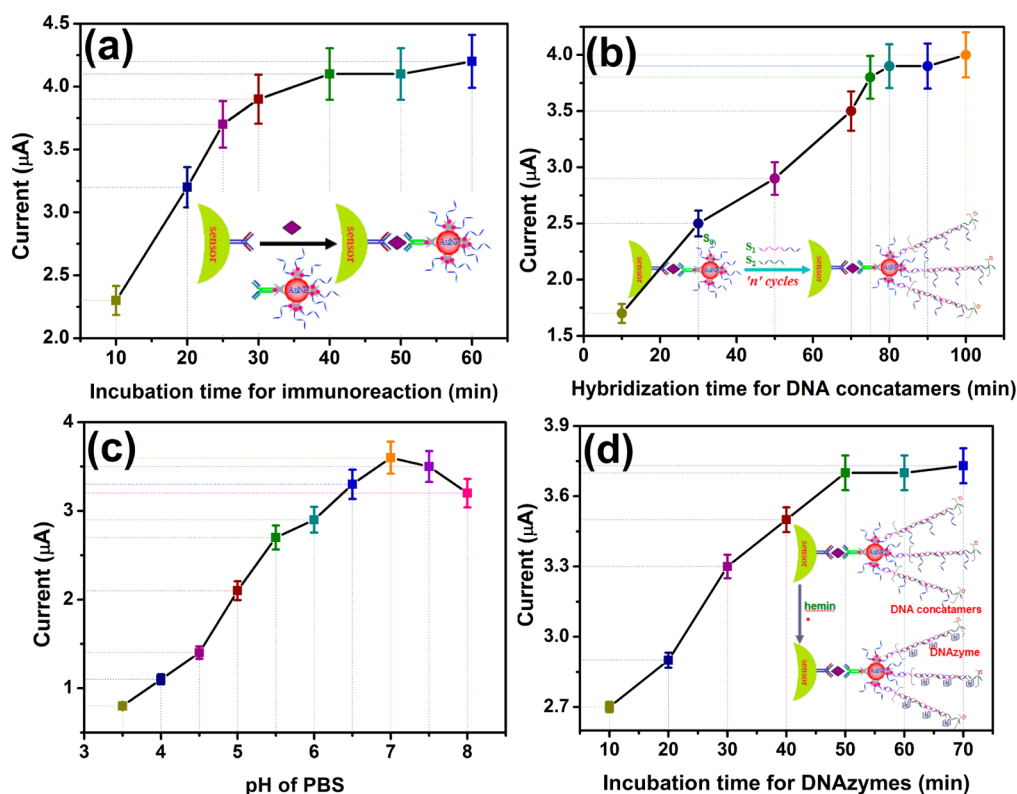 (a)
4.5
4.0
3.5
3.0
2.5
2.0
Current (µA)
10 20 30 40 50 60
Incubation time for immunoreaction (min)
sensor
sensor
AuNP
AuNP
(b)
4.0
3.5
3.0
2.5
2.0
1.5
Current (µA)
0 20 40 60 80 100
Hybridization time for DNA concatamers (min)
S0
S1
S2
'n' cycles
sensor
AuNP
sensor
AuNP
(c)
4
3
2
1
Current (µA)
3 4 5 6 7 8
pH of PBS
(d)
3.9
3.6
3.3
3.0
2.7
Current (µA)
10 20 30 40 50 60 70
Incubation time for DNAzymes (min)
sensor
AuNP
DNA concatamers
hemin
DNAzyme
sensor
AuNP